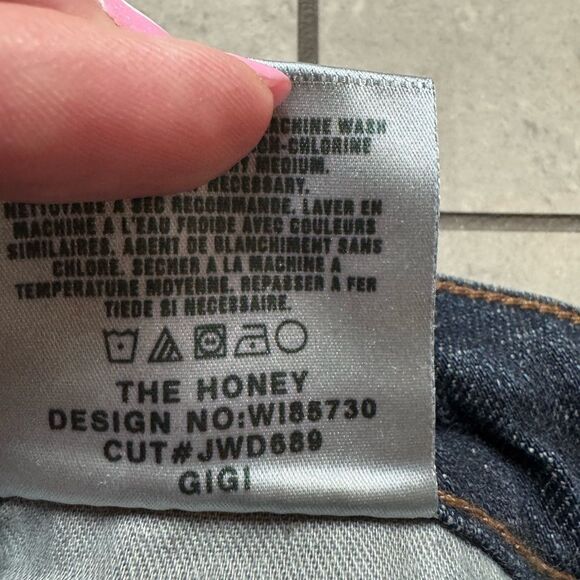 MACHINE WASH
NON-CHLORINE
MEDIUM.
NECESSARY.
NETTOYAGE A SEC RECOMMANDE. LAVER EN
MACHINE A L'EAU FROIDE AVEC COULEURS
SIMILAIRES. ABENT DE BLANCHIMENT SANS
CHLORE. SECHER A LA MACHINE A
TEMPERATURE MOYENNE. REPASSER A FER
TIEDE SI NECESSAIRE.
THE HONEY
DESIGN NO:WI85730
CUT#JWD689
GIGI